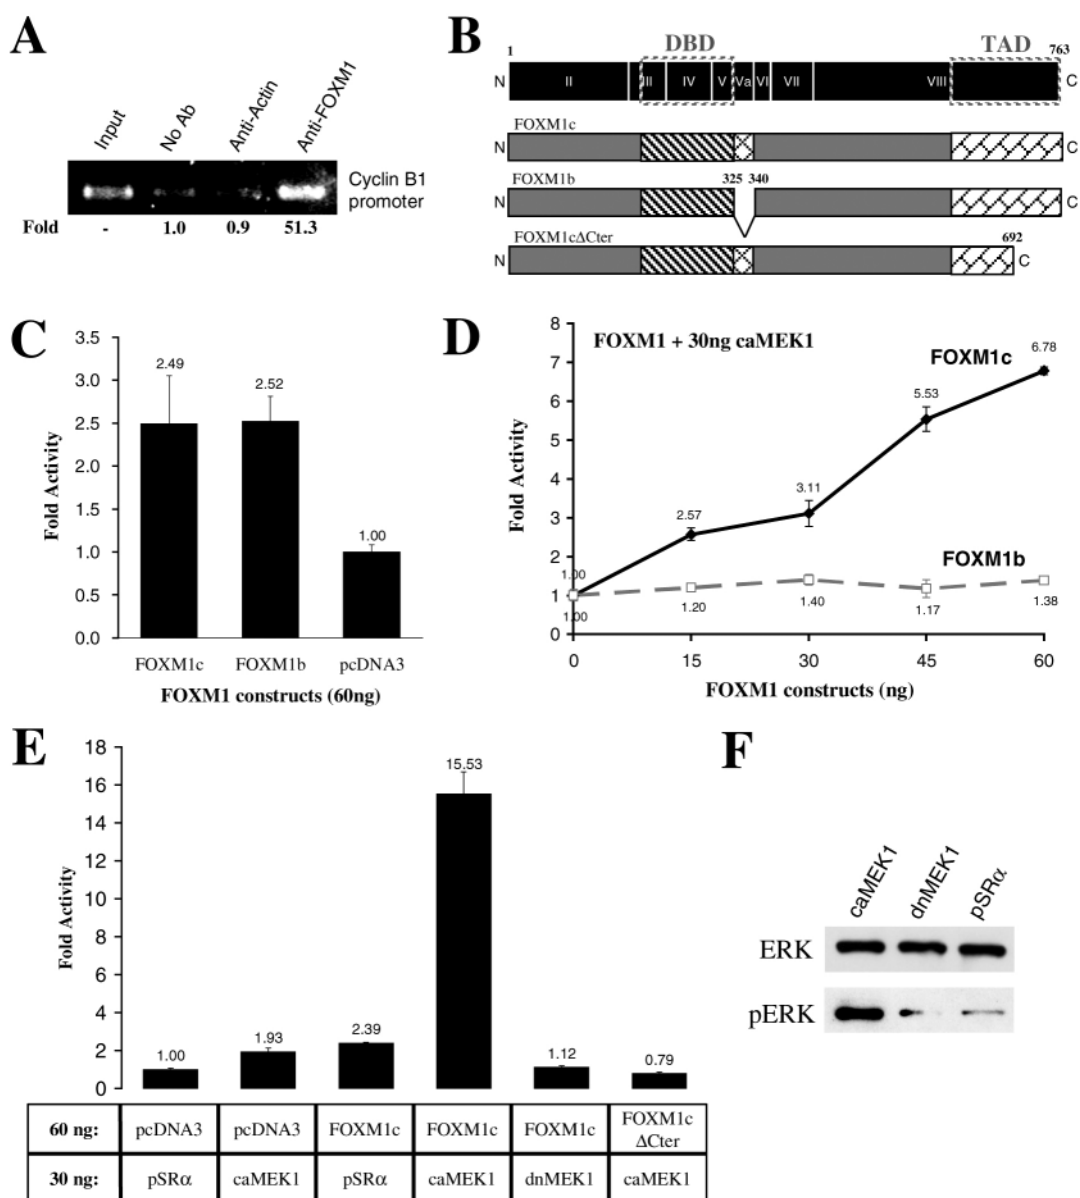 A
Input
No Ab
Anti-Actin
Anti-FOXM1
Cyclin B1
promoter
Fold - 1.0 0.9 51.3
B
1 DBD TAD 763
N II III IV V Va VI VII VIII C
FOXM1c
N C
FOXM1b
325 340
N C
FOXM1cΔCter
692
N C
C
Fold Activity
3.5
3.0
2.5
2.0
1.5
1.0
0.5
0.0
2.49
2.52
1.00
FOXM1c FOXM1b pcDNA3
FOXM1 constructs (60ng)
D
FOXM1 + 30ng caMEK1
Fold Activity
8
7
6
5
4
3
2
1
0
FOXM1c
1.00
2.57
3.11
5.53
6.78
FOXM1b
1.00
1.20
1.40
1.17
1.38
0 15 30 45 60
FOXM1 constructs (ng)
E
Fold Activity
18
16
14
12
10
8
6
4
2
0
1.00
1.93
2.39
15.53
1.12
0.79
60 ng: pcDNA3 pcDNA3 FOXM1c FOXM1c FOXM1c FOXM1c
ΔCter
30 ng: pSRα caMEK1 pSRα caMEK1 dnMEK1 caMEK1
F
caMEK1
dnMEK1
pSRα
ERK
pERK